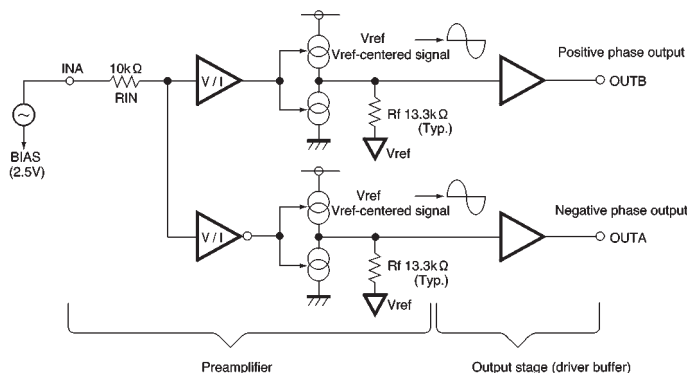 Vref
Vref-centered signal
Positive phase output
INA
10kΩ
RIN
V / I
OUTB
Rf 13.3kΩ
(Typ.)
Vref
BIAS
(2.5V)
Vref
Vref-centered signal
Negative phase output
V / I
OUTA
Rf 13.3kΩ
(Typ.)
Vref
Preamplifier
Output stage (driver buffer)